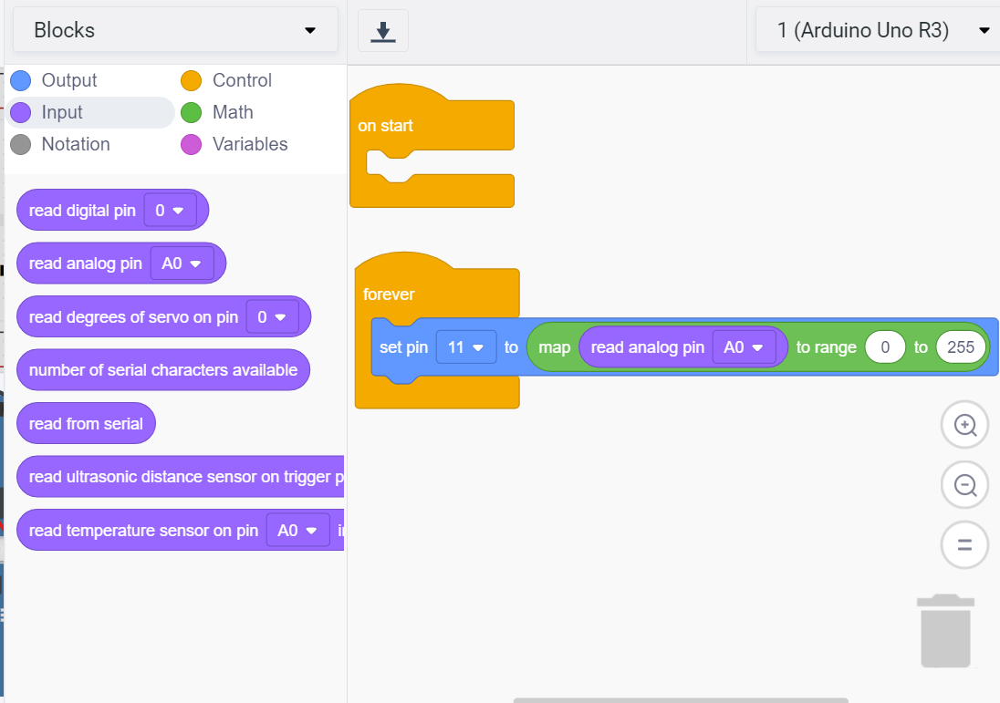 Blocks
1 (Arduino Uno R3)
Output
Control
Input
Math
Notation
Variables
read digital pin 0
read analog pin A0
read degrees of servo on pin 0
number of serial characters available
read from serial
read ultrasonic distance sensor on trigger p
read temperature sensor on pin A0 i
on start
forever
set pin 11 to map read analog pin A0 to range 0 to 255